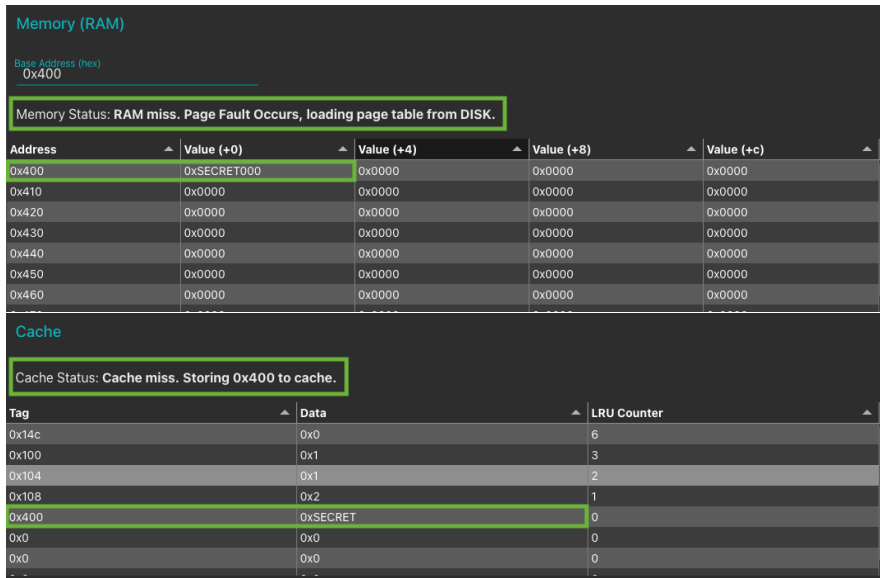 Memory (RAM)
Base Address (hex)
0x400
Memory Status: RAM miss. Page Fault Occurs, loading page table from DISK.
Address Value (+0) Value (+4) Value (+8) Value (+c)
0x400 0xSECRET000 0x0000 0x0000 0x0000
0x410 0x0000 0x0000 0x0000 0x0000
0x420 0x0000 0x0000 0x0000 0x0000
0x430 0x0000 0x0000 0x0000 0x0000
0x440 0x0000 0x0000 0x0000 0x0000
0x450 0x0000 0x0000 0x0000 0x0000
0x460 0x0000 0x0000 0x0000 0x0000
Cache
Cache Status: Cache miss. Storing 0x400 to cache.
Tag Data LRU Counter
0x14c 0x0 6
0x100 0x1 3
0x104 0x1 2
0x108 0x2 1
0x400 0xSECRET 0
0x0 0x0 0
0x0 0x0 0